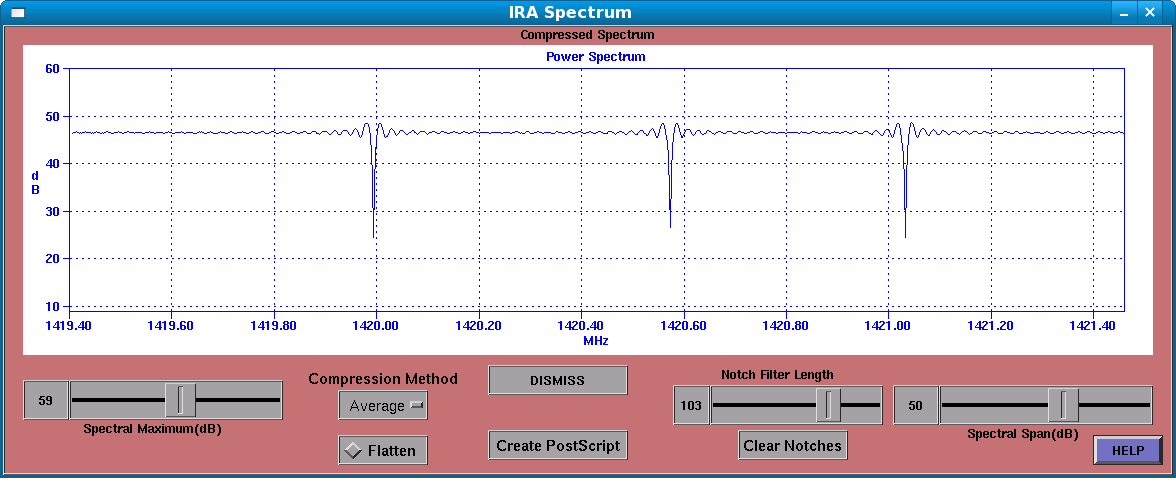 IRA Spectrum
Compressed Spectrum
Power Spectrum
60
50
40
d
B
30
20
10
1419.40 1419.60 1419.80 1420.00 1420.20 1420.40 1420.60 1420.80 1421.00 1421.20 1421.40
MHz
59
Spectral Maximum(dB)
Compression Method
Average
Flatten
DISMISS
Create PostScript
Notch Filter Length
103
Clear Notches
50
Spectral Span(dB)
HELP